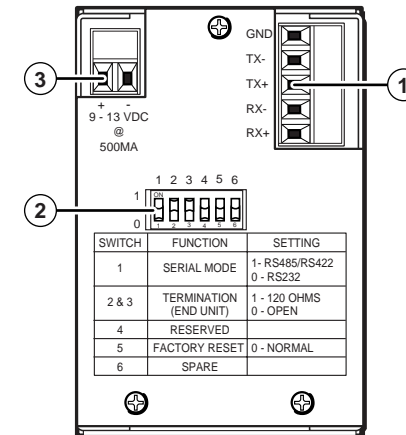 GND
TX-
TX+
RX-
RX+
1
3
+ -
9 - 13 VDC
@
500MA
1 2 3 4 5 6
1
ON
2
0
1 2 3 4 5 6
SWITCH FUNCTION SETTING
1 SERIAL MODE 1- RS485/RS422
0 - RS232
2 & 3 TERMINATION
(END UNIT) 1 - 120 OHMS
0 - OPEN
4 RESERVED
5 FACTORY RESET 0 - NORMAL
6 SPARE